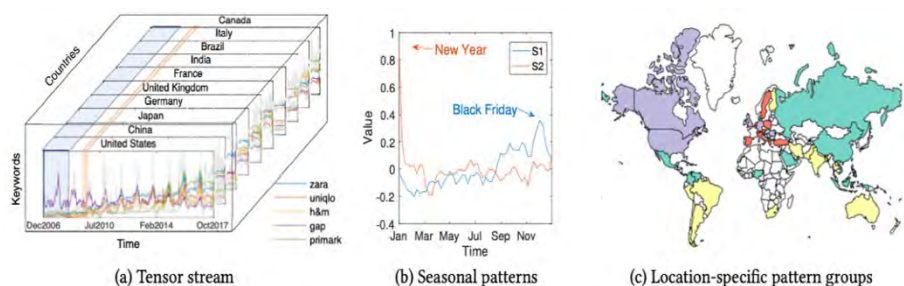 Canada
Italy
Brazil
India
France
United Kingdom
Germany
Japan
China
United States
Countries
Keywords
zara
uniqlo
h&m
gap
primark
Dec2006 Jul2010 Feb2014 Oct2017
Time
(a) Tensor stream
New Year
S1
S2
Black Friday
Value
1
0.8
0.6
0.4
0.2
0
-0.2
-0.4
Jan Mar May Jul Sep Nov
Time
(b) Seasonal patterns
(c) Location-specific pattern groups